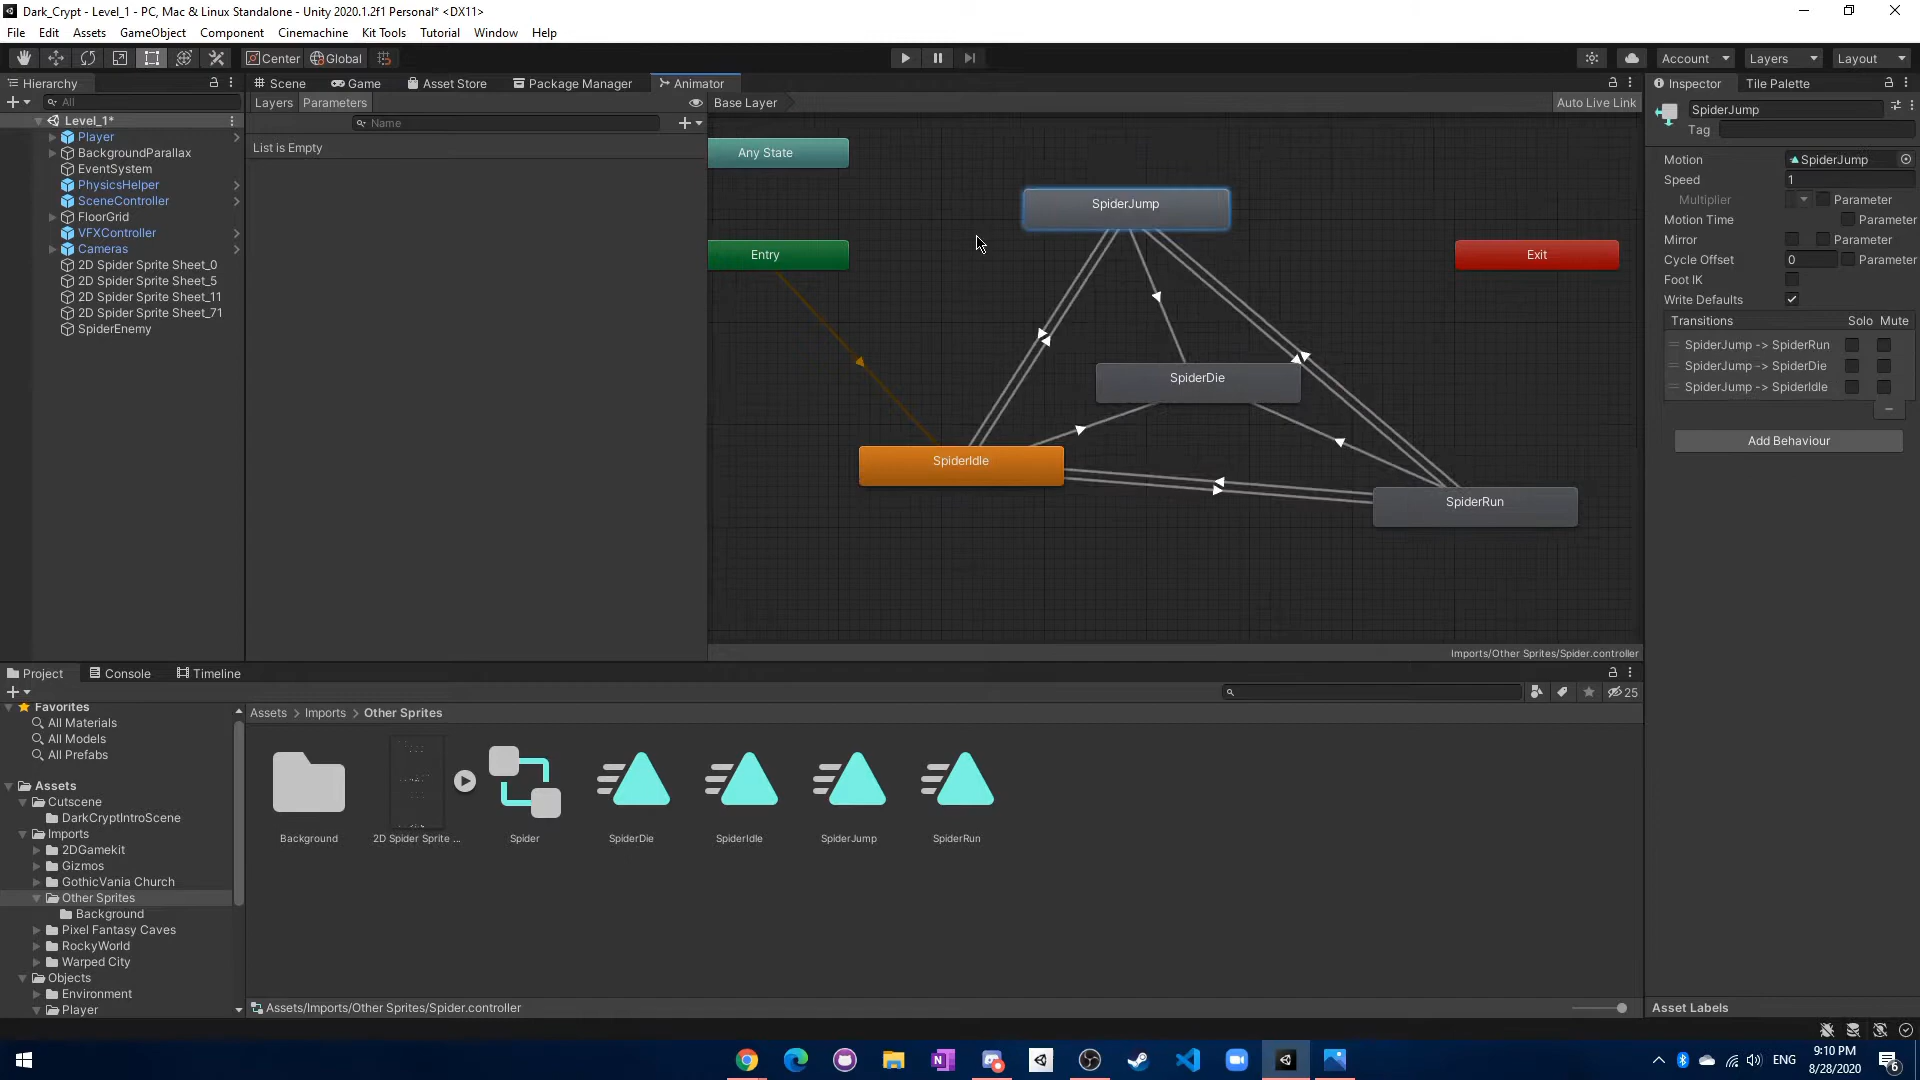 Dark_Crypt - Level_1 - PC, Mac & Linux Standalone - Unity 2020.1.2f1 Personal* <DX11>
File Edit Assets GameObject Component Cinemachine Kit Tools Tutorial Window Help
Center Global Account Layers Layout
Hierarchy
All
Level_1*
Player
BackgroundParallax
EventSystem
PhysicsHelper
SceneController
FloorGrid
VFXController
Cameras
2D Spider Sprite Sheet_0
2D Spider Sprite Sheet_5
2D Spider Sprite Sheet_11
2D Spider Sprite Sheet_71
SpiderEnemy
Scene Game Asset Store Package Manager Animator
Layers Parameters Base Layer Auto Live Link
Name
List is Empty
Any State
SpiderJump
Entry
Exit
SpiderDie
SpiderIdle
SpiderRun
Imports/Other Sprites/Spider.controller
Inspector Tile Palette
SpiderJump
Tag
Motion SpiderJump
Speed 1
Multiplier Parameter
Motion Time Parameter
Mirror Parameter
Cycle Offset 0 Parameter
Foot IK
Write Defaults
Transitions Solo Mute
SpiderJump -> SpiderRun
SpiderJump -> SpiderDie
SpiderJump -> SpiderIdle
Add Behaviour
Asset Labels
Project Console Timeline
25
Favorites
All Materials
All Models
All Prefabs
Assets
Cutscene
DarkCryptIntroScene
Imports
2DGamekit
Gizmos
GothicVania Church
Other Sprites
Background
Pixel Fantasy Caves
RockyWorld
Warped City
Objects
Environment
Player
Assets > Imports > Other Sprites
Background 2D Spider Sprite ... Spider SpiderDie SpiderIdle SpiderJump SpiderRun
Assets/Imports/Other Sprites/Spider.controller
ENG
9:10 PM
8/28/2020
6